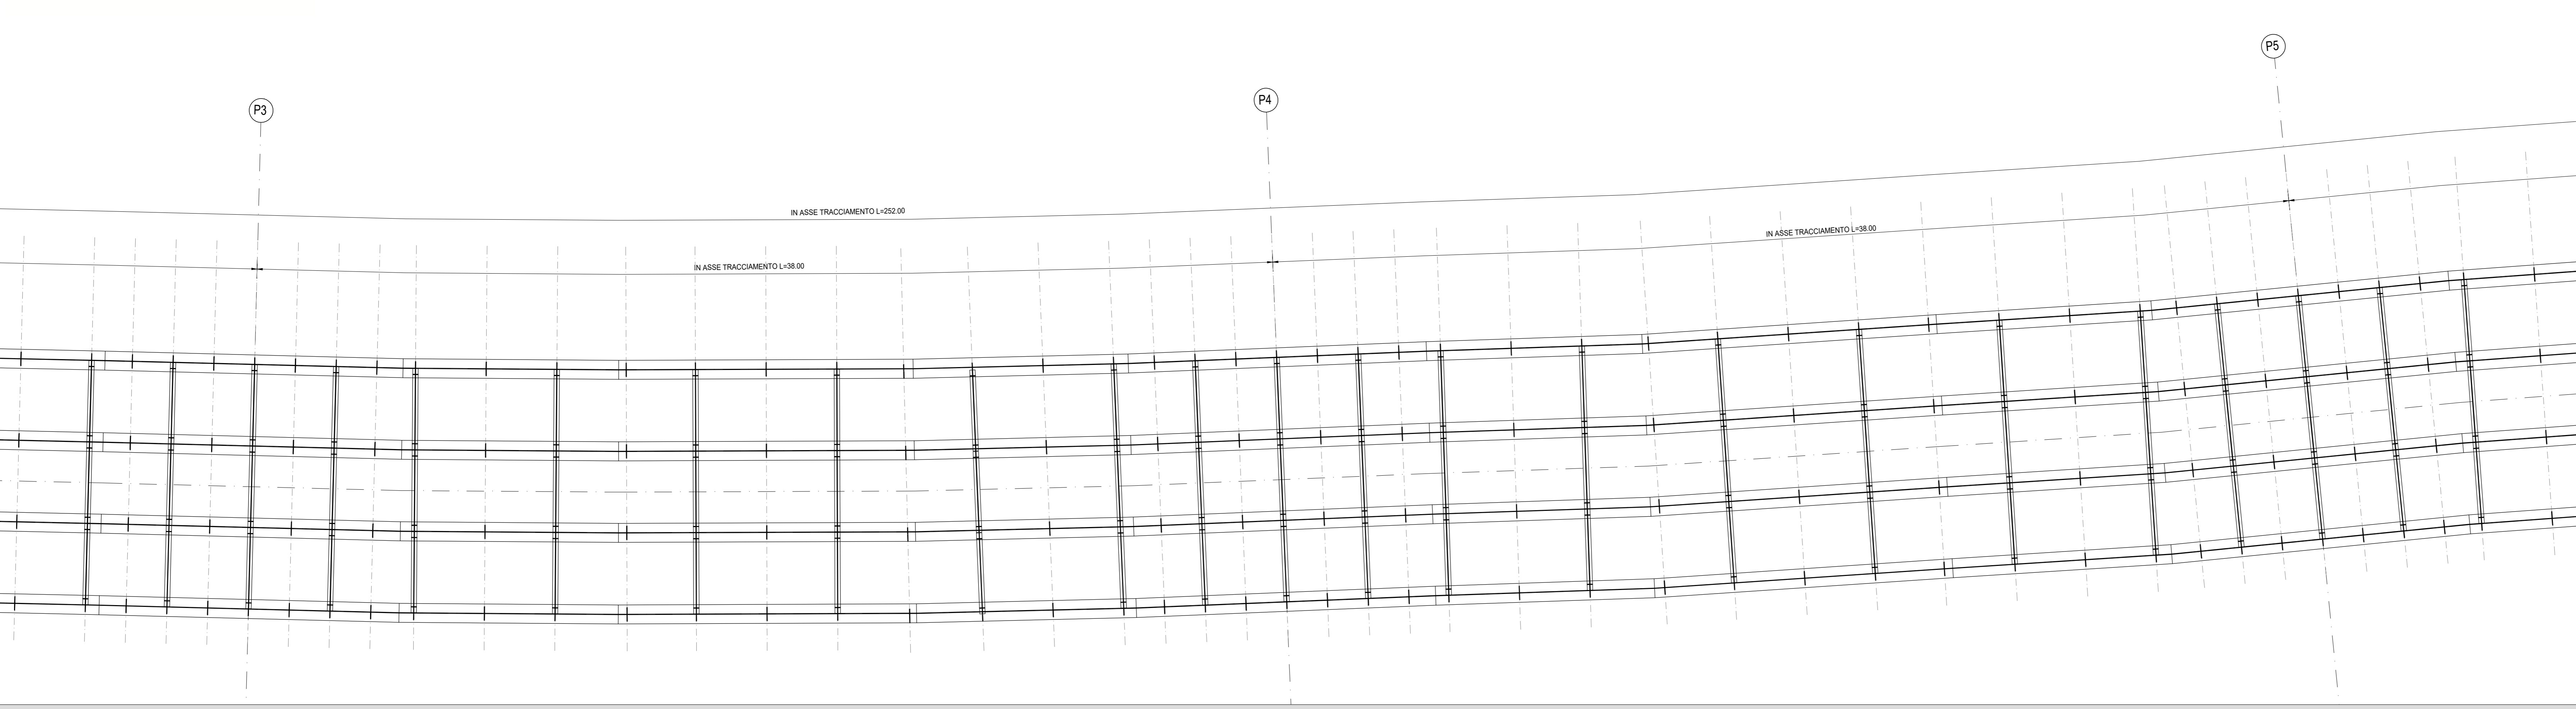 P5
P4
P3
IN ASSE TRACCIAMENTO L=252.00
IN ASSE TRACCIAMENTO L=38.00
IN ASSE TRACCIAMENTO L=38.00